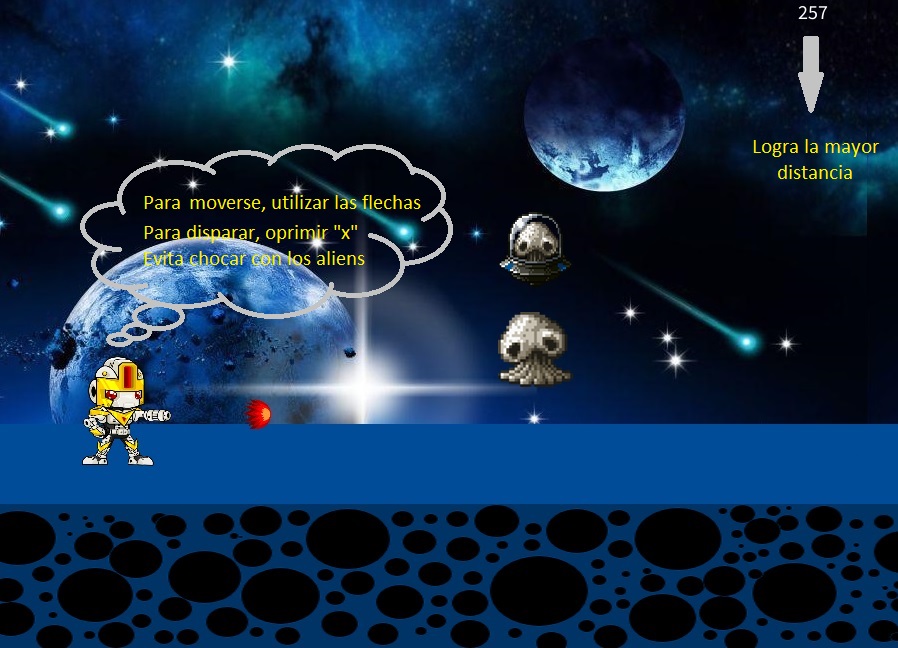 257
Logra la mayor
distancia
Para moverse, utilizar las flechas
Para disparar, oprimir "x"
Evita chocar con los aliens